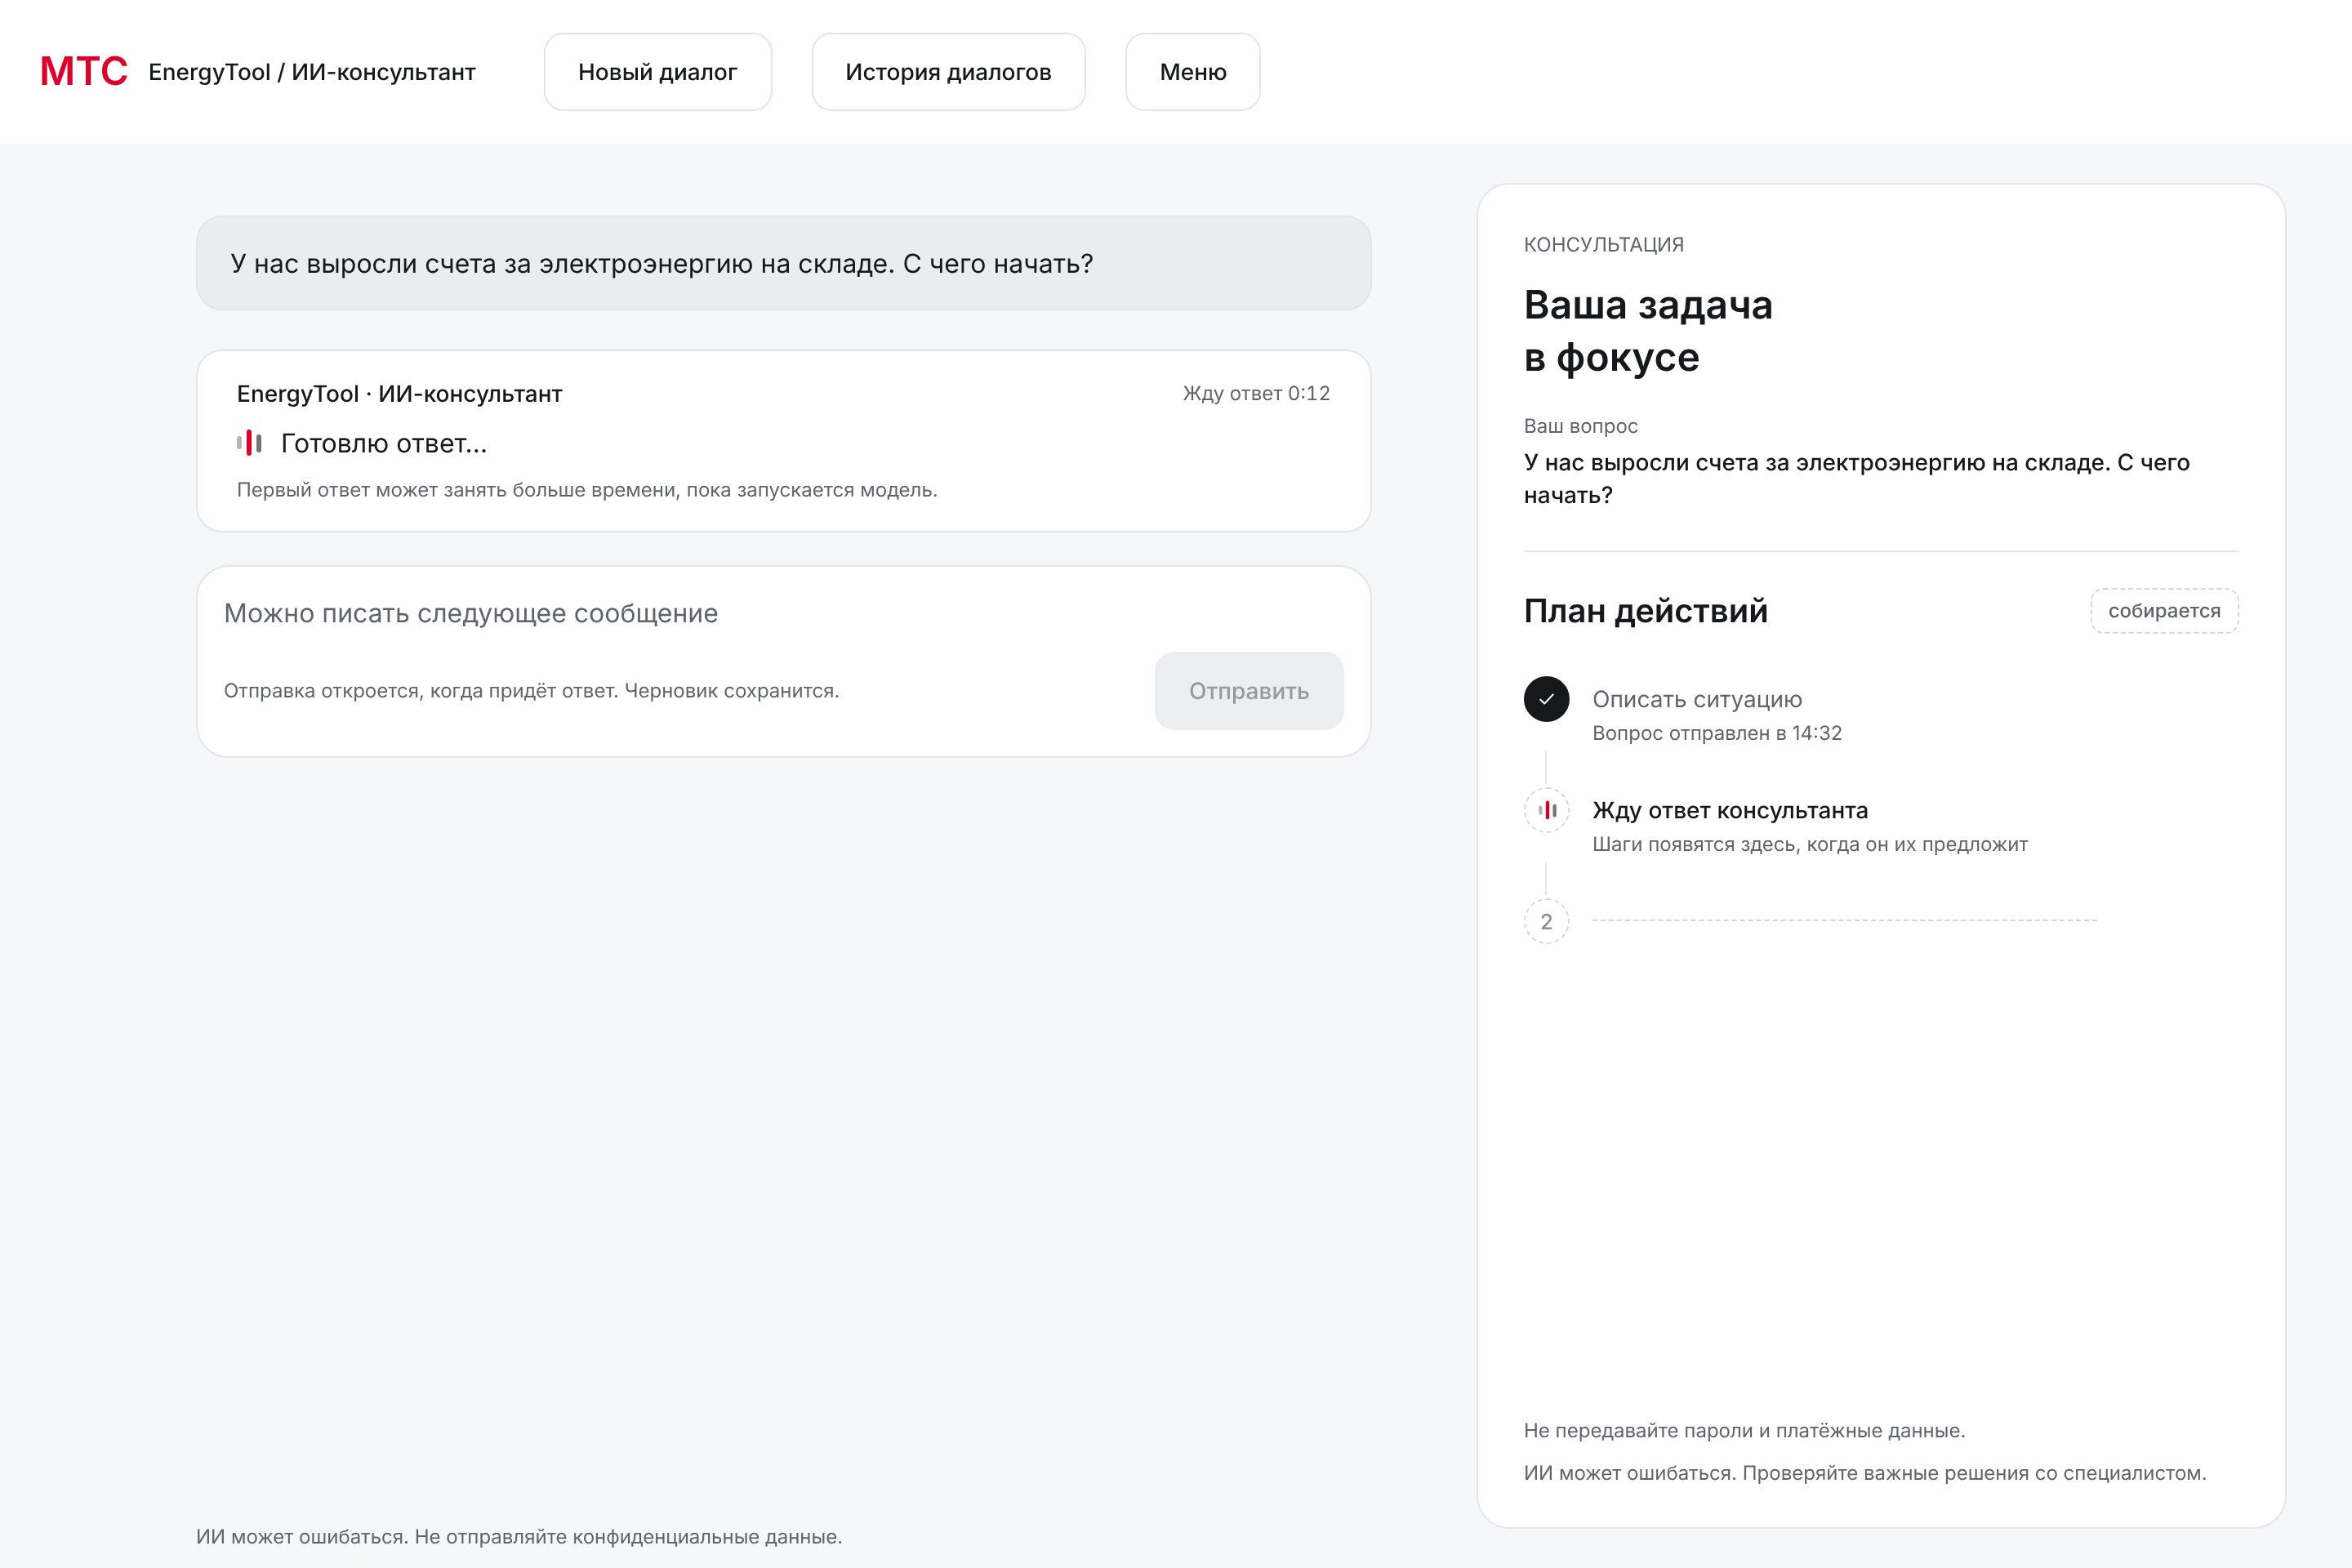 МТС EnergyTool / ИИ-консультант
Новый диалог
История диалогов
Меню
У нас выросли счета за электроэнергию на складе. С чего начать?
EnergyTool · ИИ-консультант
Жду ответ 0:12
Готовлю ответ...
Первый ответ может занять больше времени, пока запускается модель.
Можно писать следующее сообщение
Отправка откроется, когда придёт ответ. Черновик сохранится.
Отправить
ИИ может ошибаться. Не отправляйте конфиденциальные данные.
КОНСУЛЬТАЦИЯ
Ваша задача
в фокусе
Ваш вопрос
У нас выросли счета за электроэнергию на складе. С чего
начать?
План действий
собирается
Описать ситуацию
Вопрос отправлен в 14:32
Жду ответ консультанта
Шаги появятся здесь, когда он их предложит
2
Не передавайте пароли и платёжные данные.
ИИ может ошибаться. Проверяйте важные решения со специалистом.